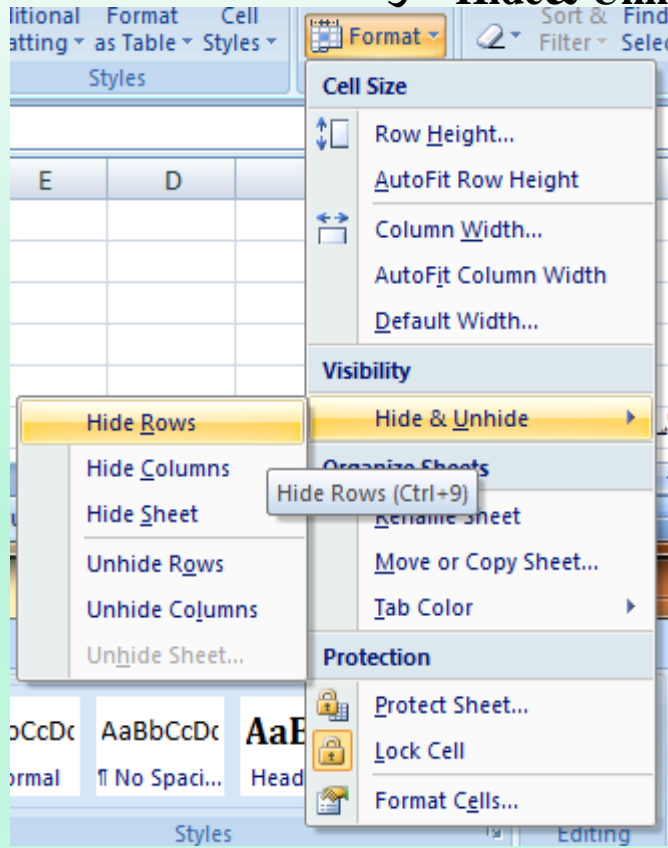 Hide&
Format Cell
as Table Styles
Format
Sort & Find
Filter
Styles
Cell Size
Row Height...
E D
AutoFit Row Height
Column Width...
AutoFit Column Width
Default Width...
Visibility
Hide Rows
Hide & Unhide
Hide Columns
Organize Sheets
Hide Rows (Ctrl+9)
Hide Sheet
Rename Sheet
Unhide Rows
Move or Copy Sheet...
Unhide Columns
Tab Color
Unhide Sheet...
Protection
Protect Sheet...
AaBbCcDc
Lock Cell
¶ No Spaci...
Head
Format Cells...
Styles
Editing